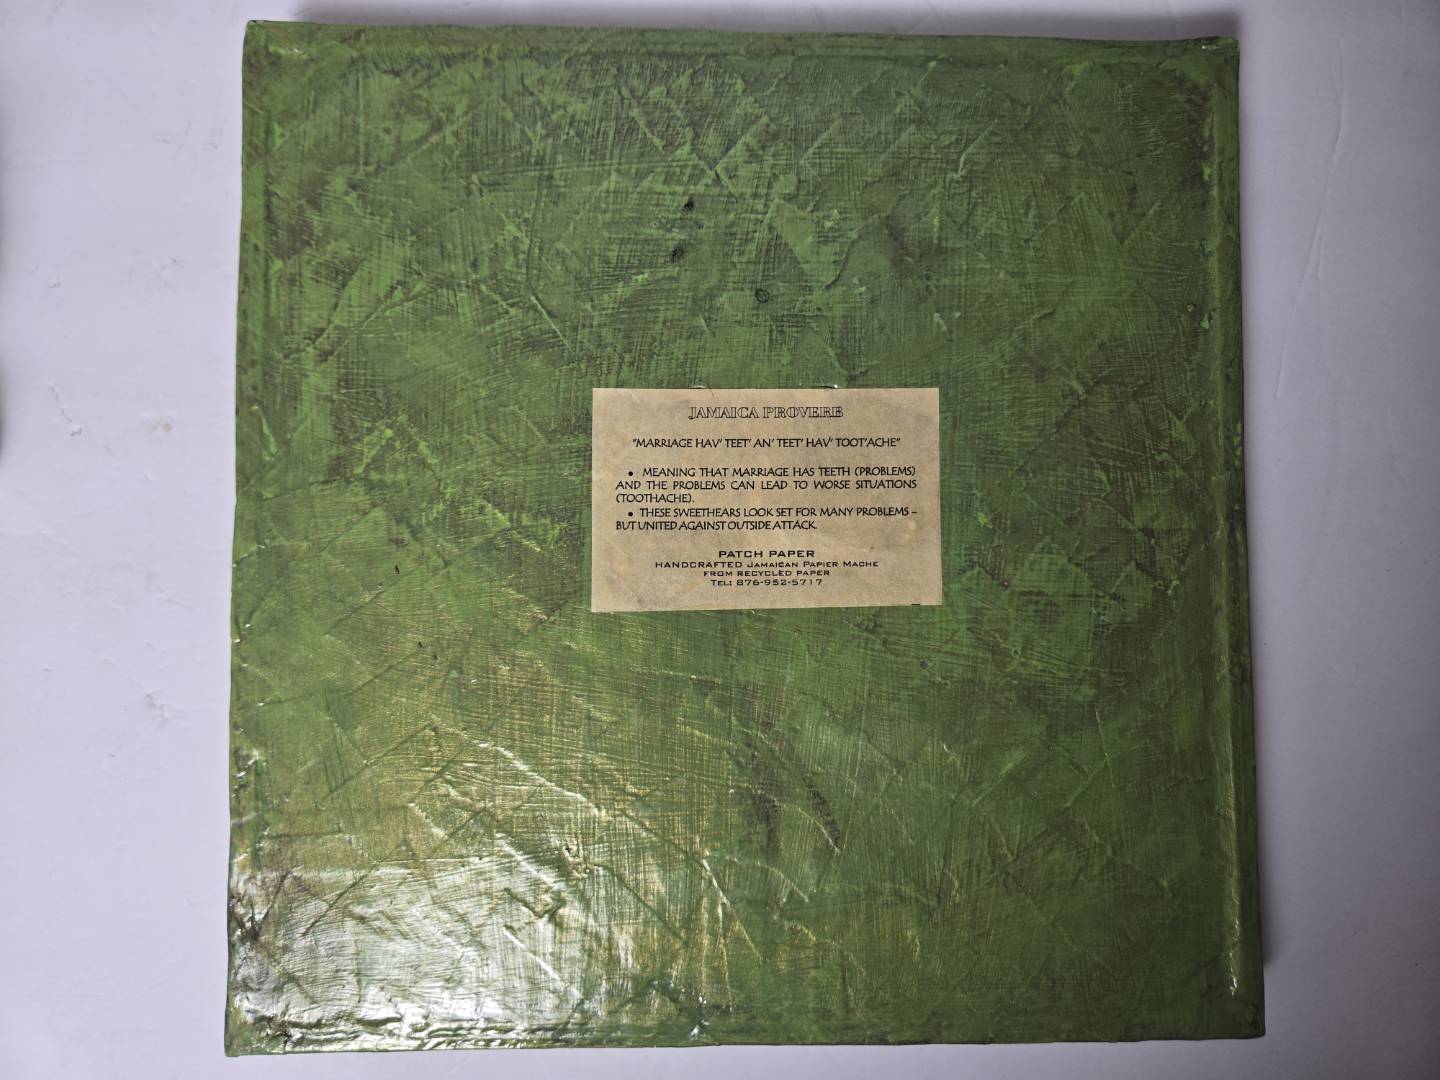 JAMAICA PROVERB
"MARRIAGE HAV' TEET' AN' TEET' HAV' TOOT'ACHE"
• MEANING THAT MARRIAGE HAS TEETH (PROBLEMS)
AND THE PROBLEMS CAN LEAD TO WORSE SITUATIONS
(TOOTHACHE).
• THESE SWEETHEARS LOOK SET FOR MANY PROBLEMS –
BUT UNITED AGAINST OUTSIDE ATTACK.
PATCH PAPER
HANDCRAFTED JAMAICAN PAPIER MACHE
FROM RECYCLED PAPER
TEL: 876-952-5717